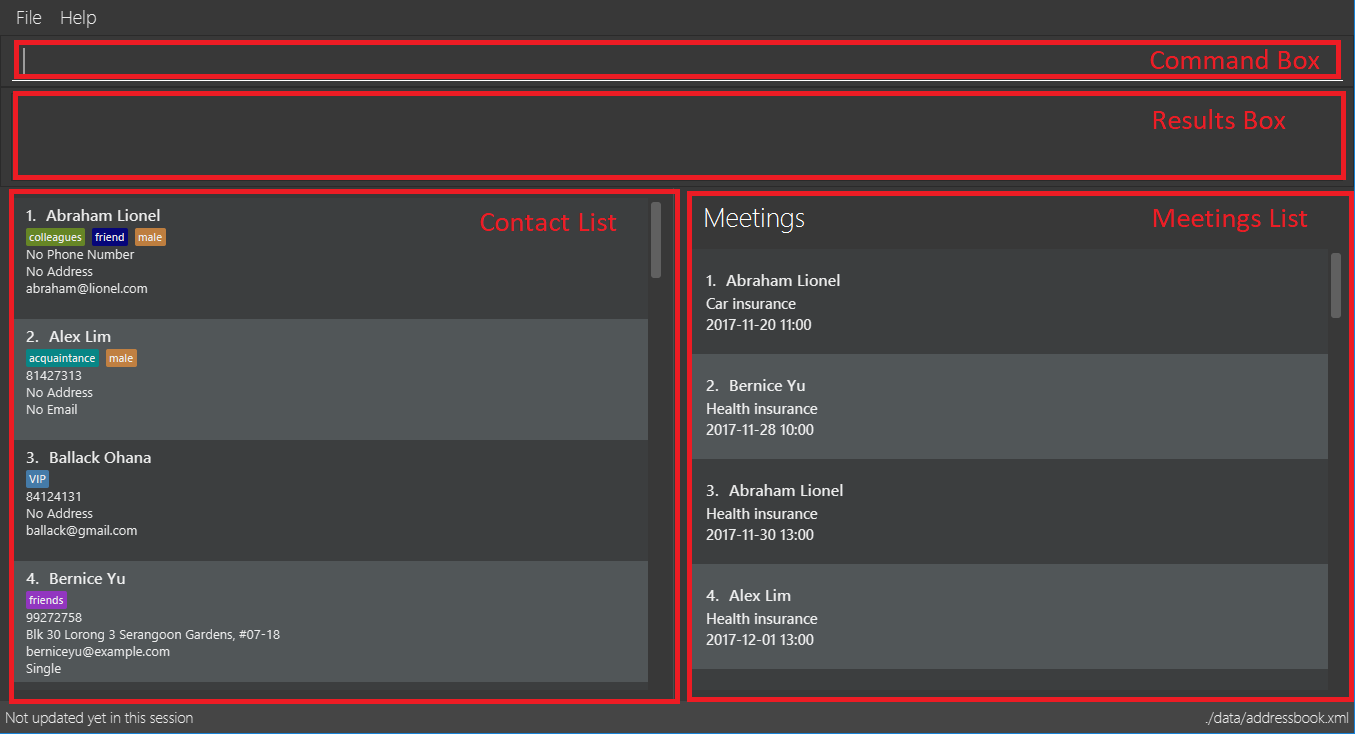 File Help
Command Box
Results Box
Contact List
1. Abraham Lionel
colleagues friend male
No Phone Number
No Address
abraham@lionel.com
2. Alex Lim
acquaintance male
81427313
No Address
No Email
3. Ballack Ohana
VIP
84124131
No Address
ballack@gmail.com
4. Bernice Yu
friends
99272758
Blk 30 Lorong 3 Serangoon Gardens, #07-18
berniceyu@example.com
Single
Meetings
Meetings List
1. Abraham Lionel
Car insurance
2017-11-20 11:00
2. Bernice Yu
Health insurance
2017-11-28 10:00
3. Abraham Lionel
Health insurance
2017-11-30 13:00
4. Alex Lim
Health insurance
2017-12-01 13:00
Not updated yet in this session
./data/addressbook.xml